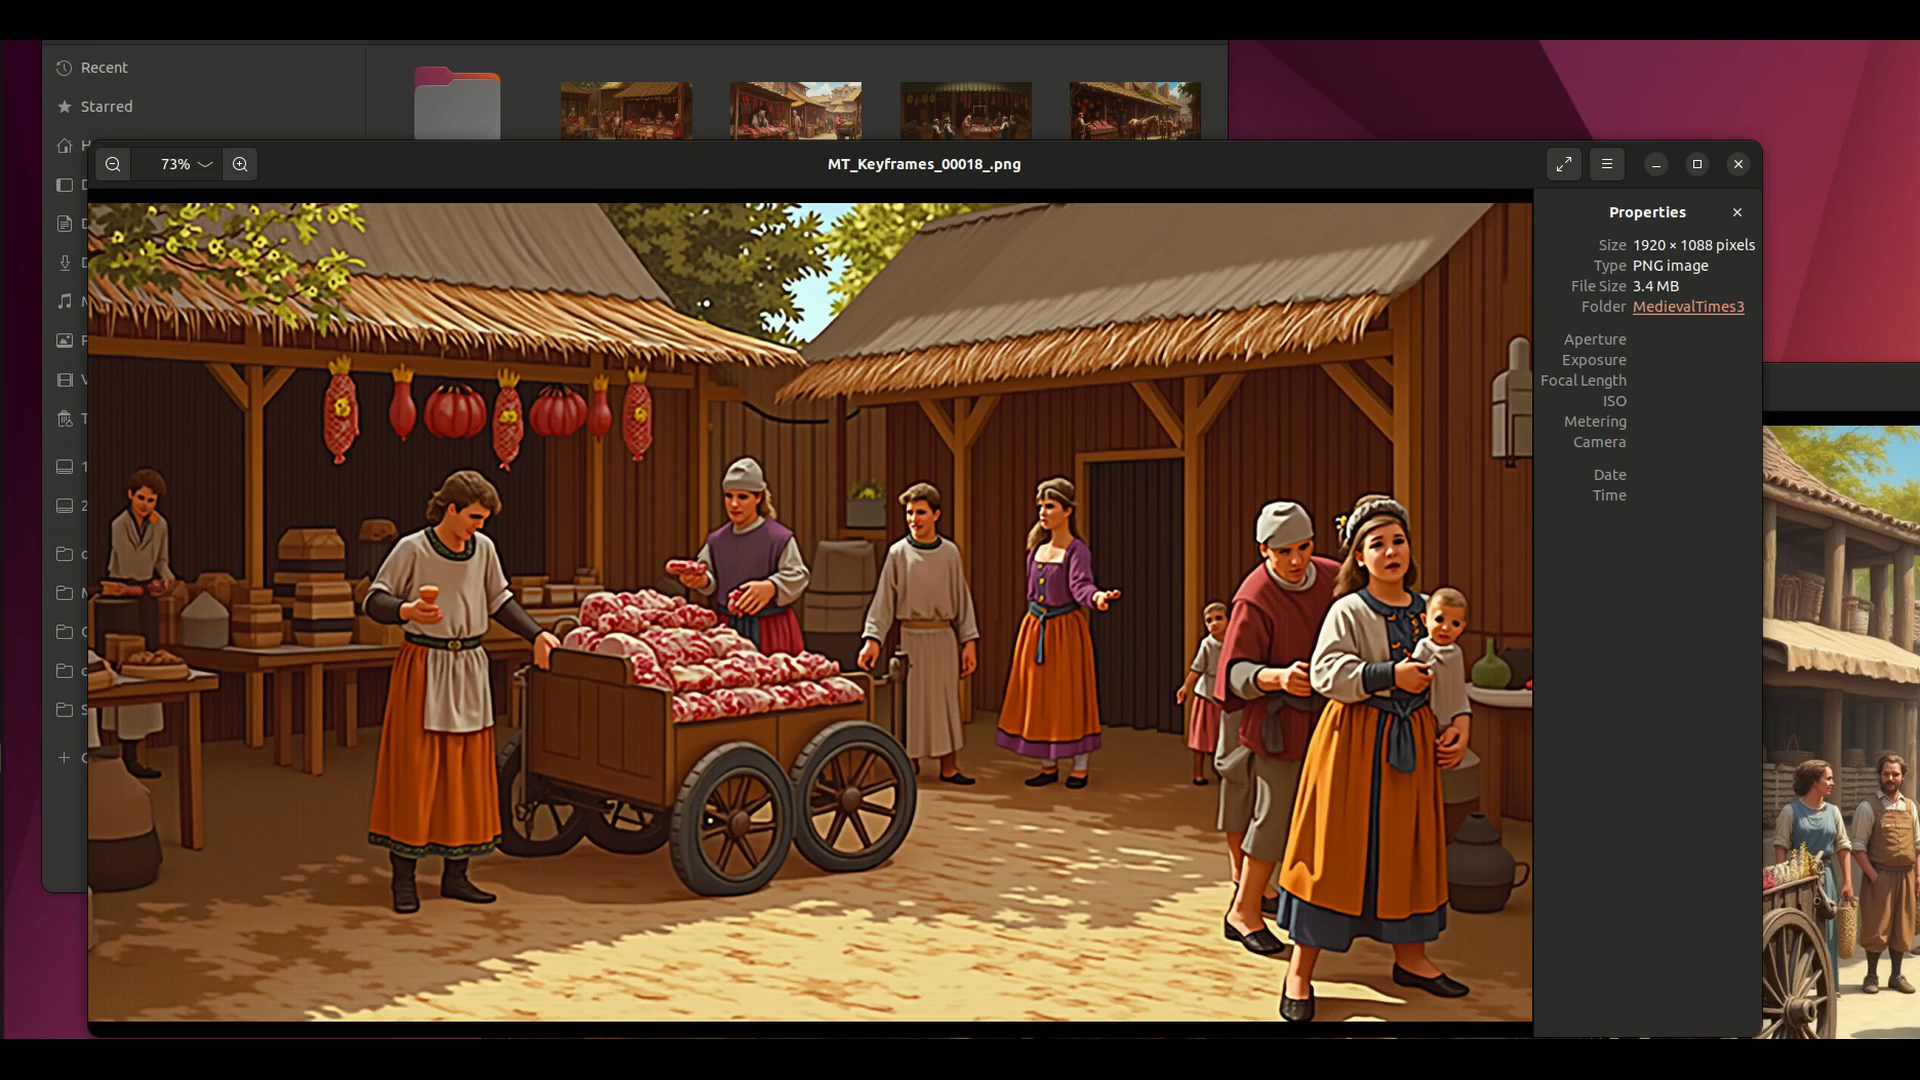 Recent
Starred
73%
MT_Keyframes_00018_.png
Properties
Size 1920 × 1088 pixels
Type PNG image
File Size 3.4 MB
Folder MedievalTimes3
Aperture
Exposure
Focal Length
ISO
Metering
Camera
Date
Time